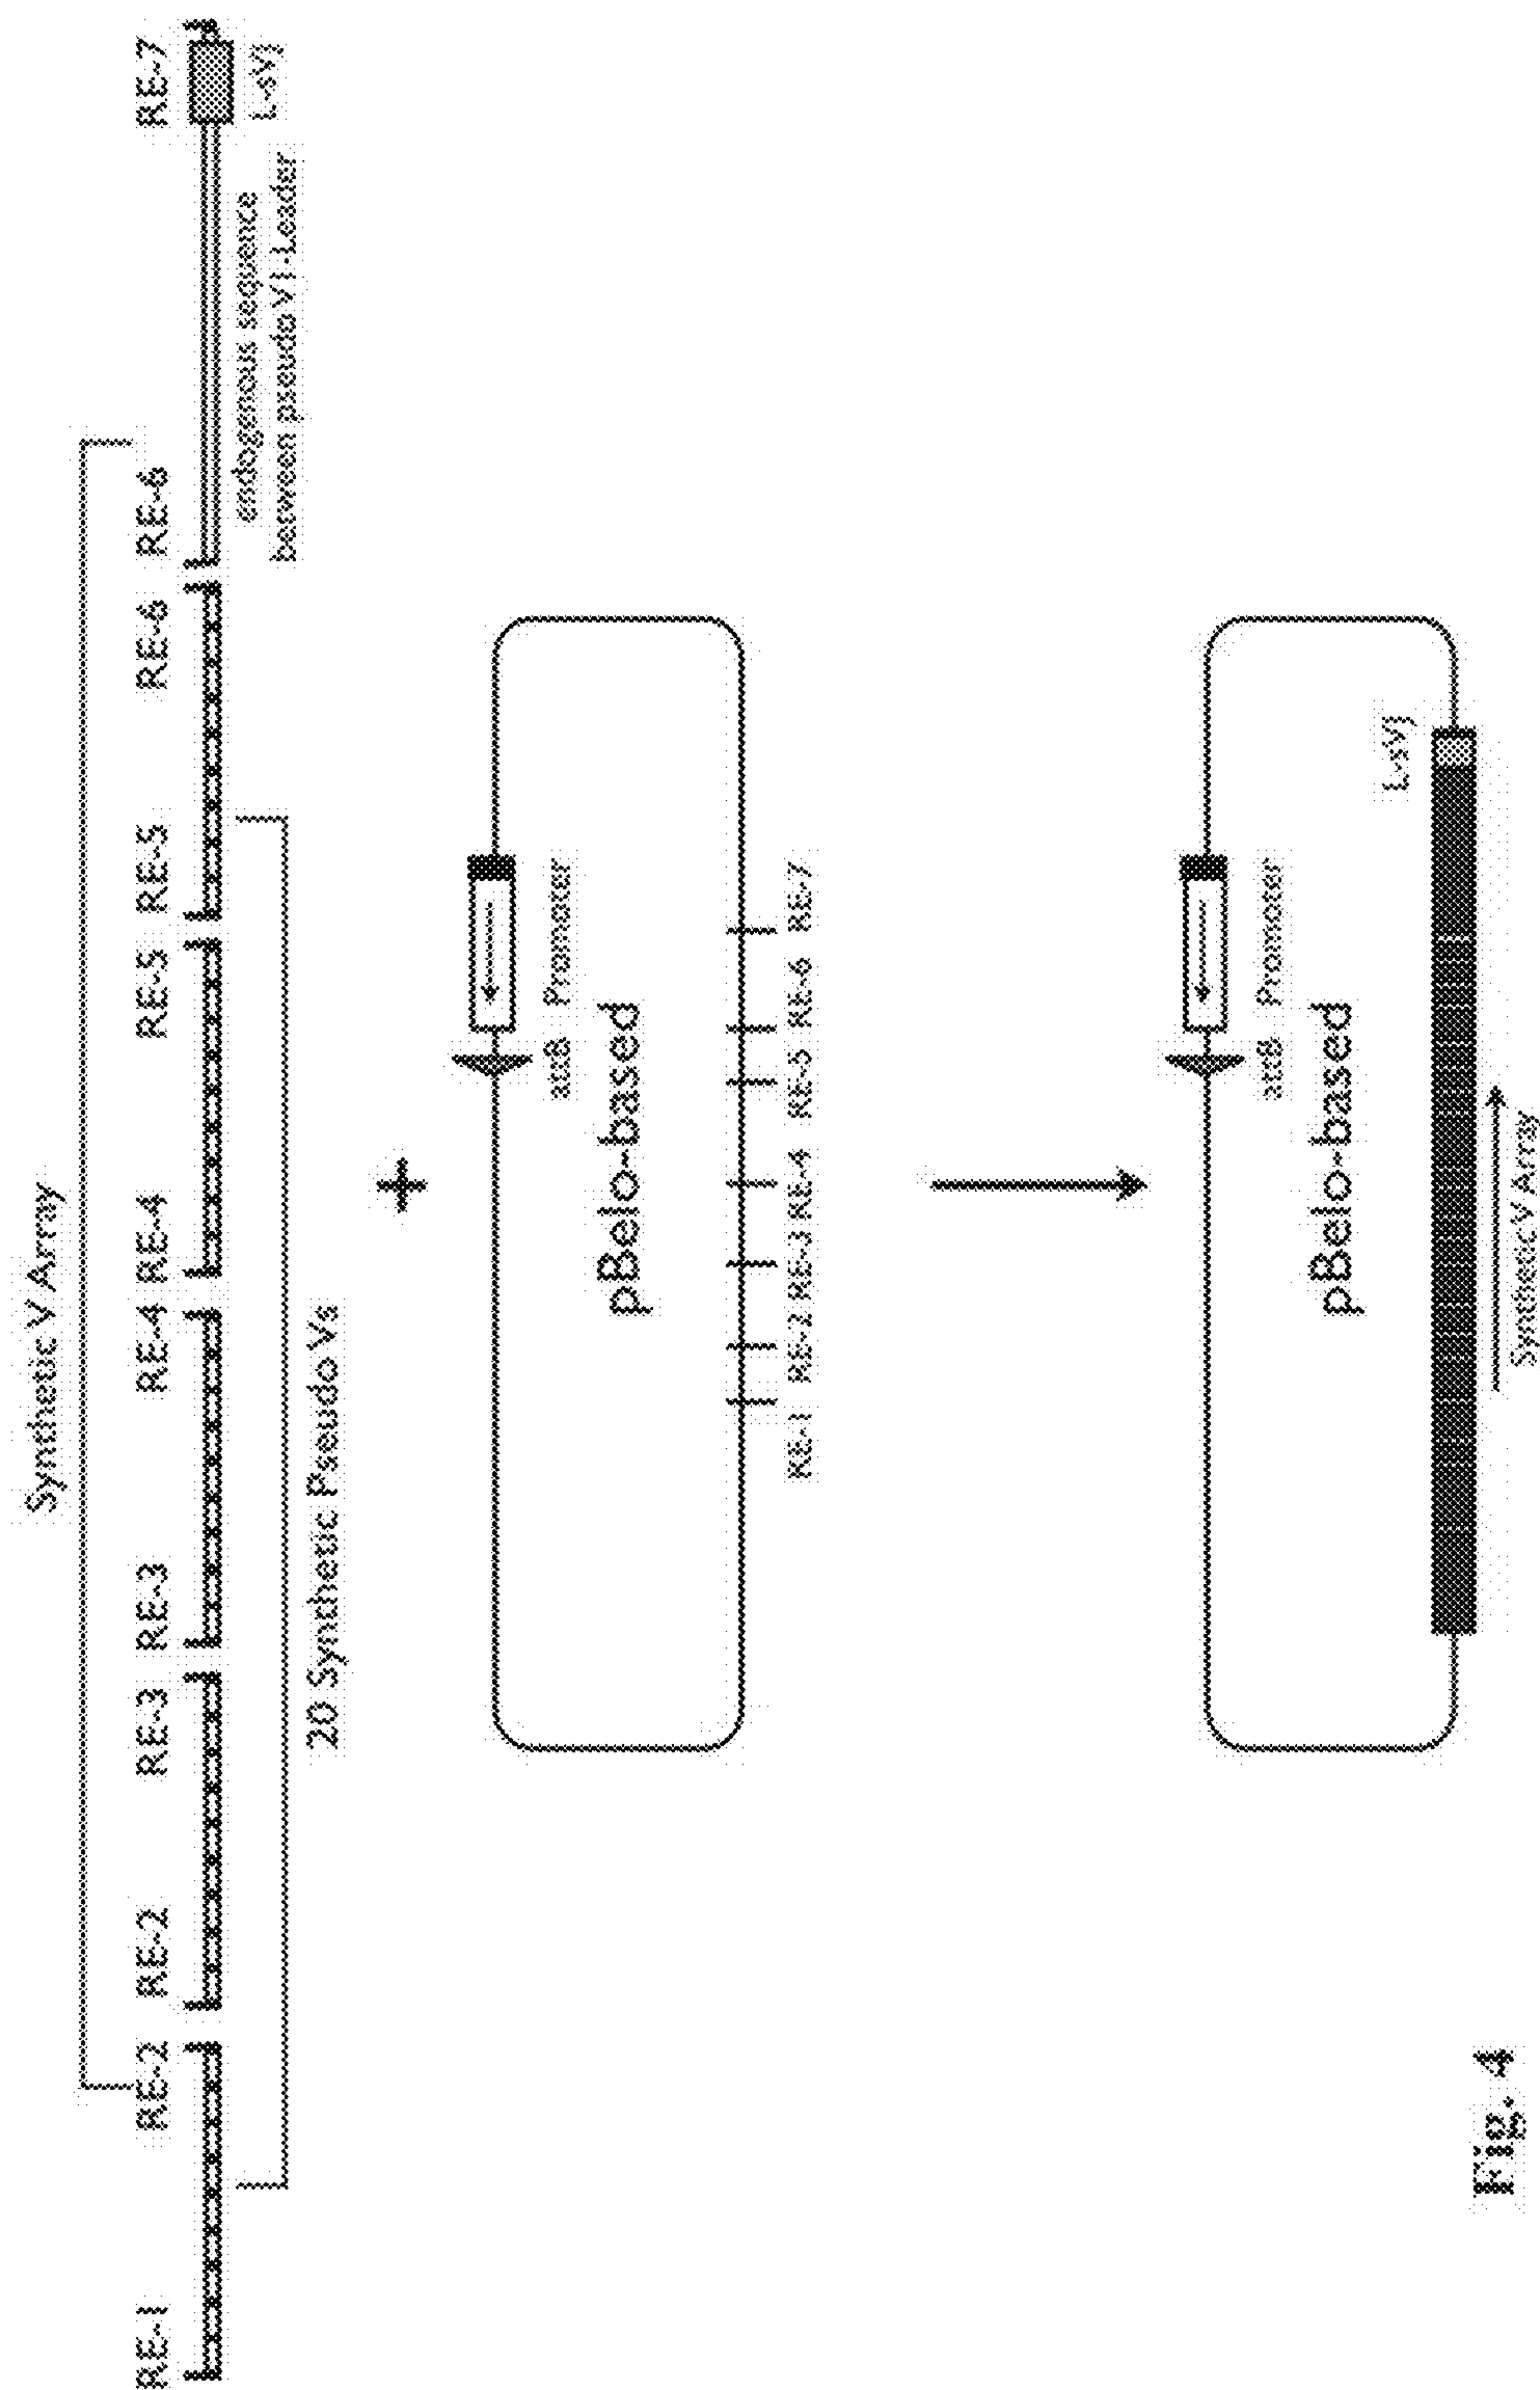 Synthetic V Array
RE-1 RE-2 RE-2 RE-3 RE-3 RE-4 RE-4 RE-5 RE-5 RE-6 RE-6 RE-7
endogenous sequence
berween pseudo V1-Leader
L-sVJ
20 Synthetic Pseudo Vs
+
attB Promoter
pBelo-based
RE-1 RE-2 RE-3 RE-4 RE-5 RE-6 RE-7
attB Promoter
pBelo-based
L-sVJ
Synthetic V Array
Fig. 4